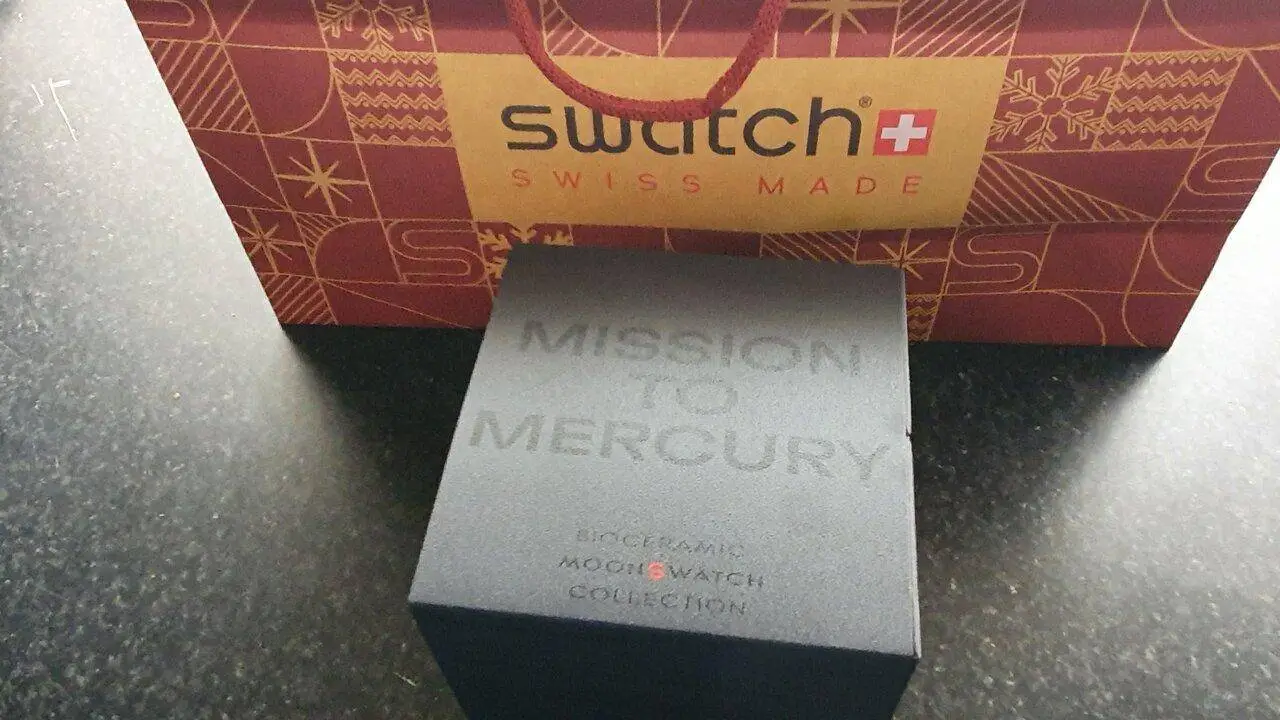 swatch®
SWISS MADE
MISSION
TO
MERCURY
BIOCERAMIC
MOONSWATCH
COLLECTION